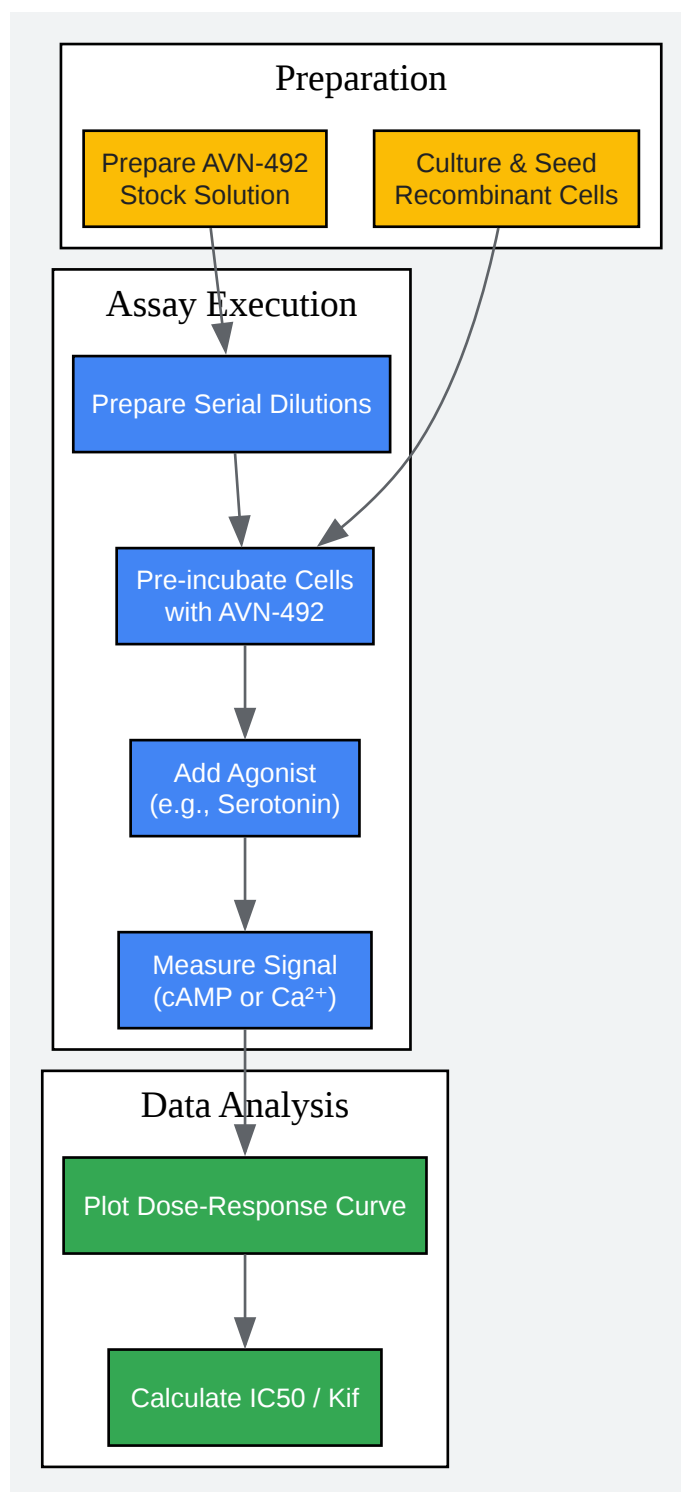 Preparation
Prepare AVN-492
Stock Solution
Culture & Seed
Recombinant Cells
Assay Execution
Prepare Serial Dilutions
Pre-incubate Cells
with AVN-492
Add Agonist
(e.g., Serotonin)
Measure Signal
(cAMP or Ca²⁺)
Data Analysis
Plot Dose-Response Curve
Calculate IC50 / Kif